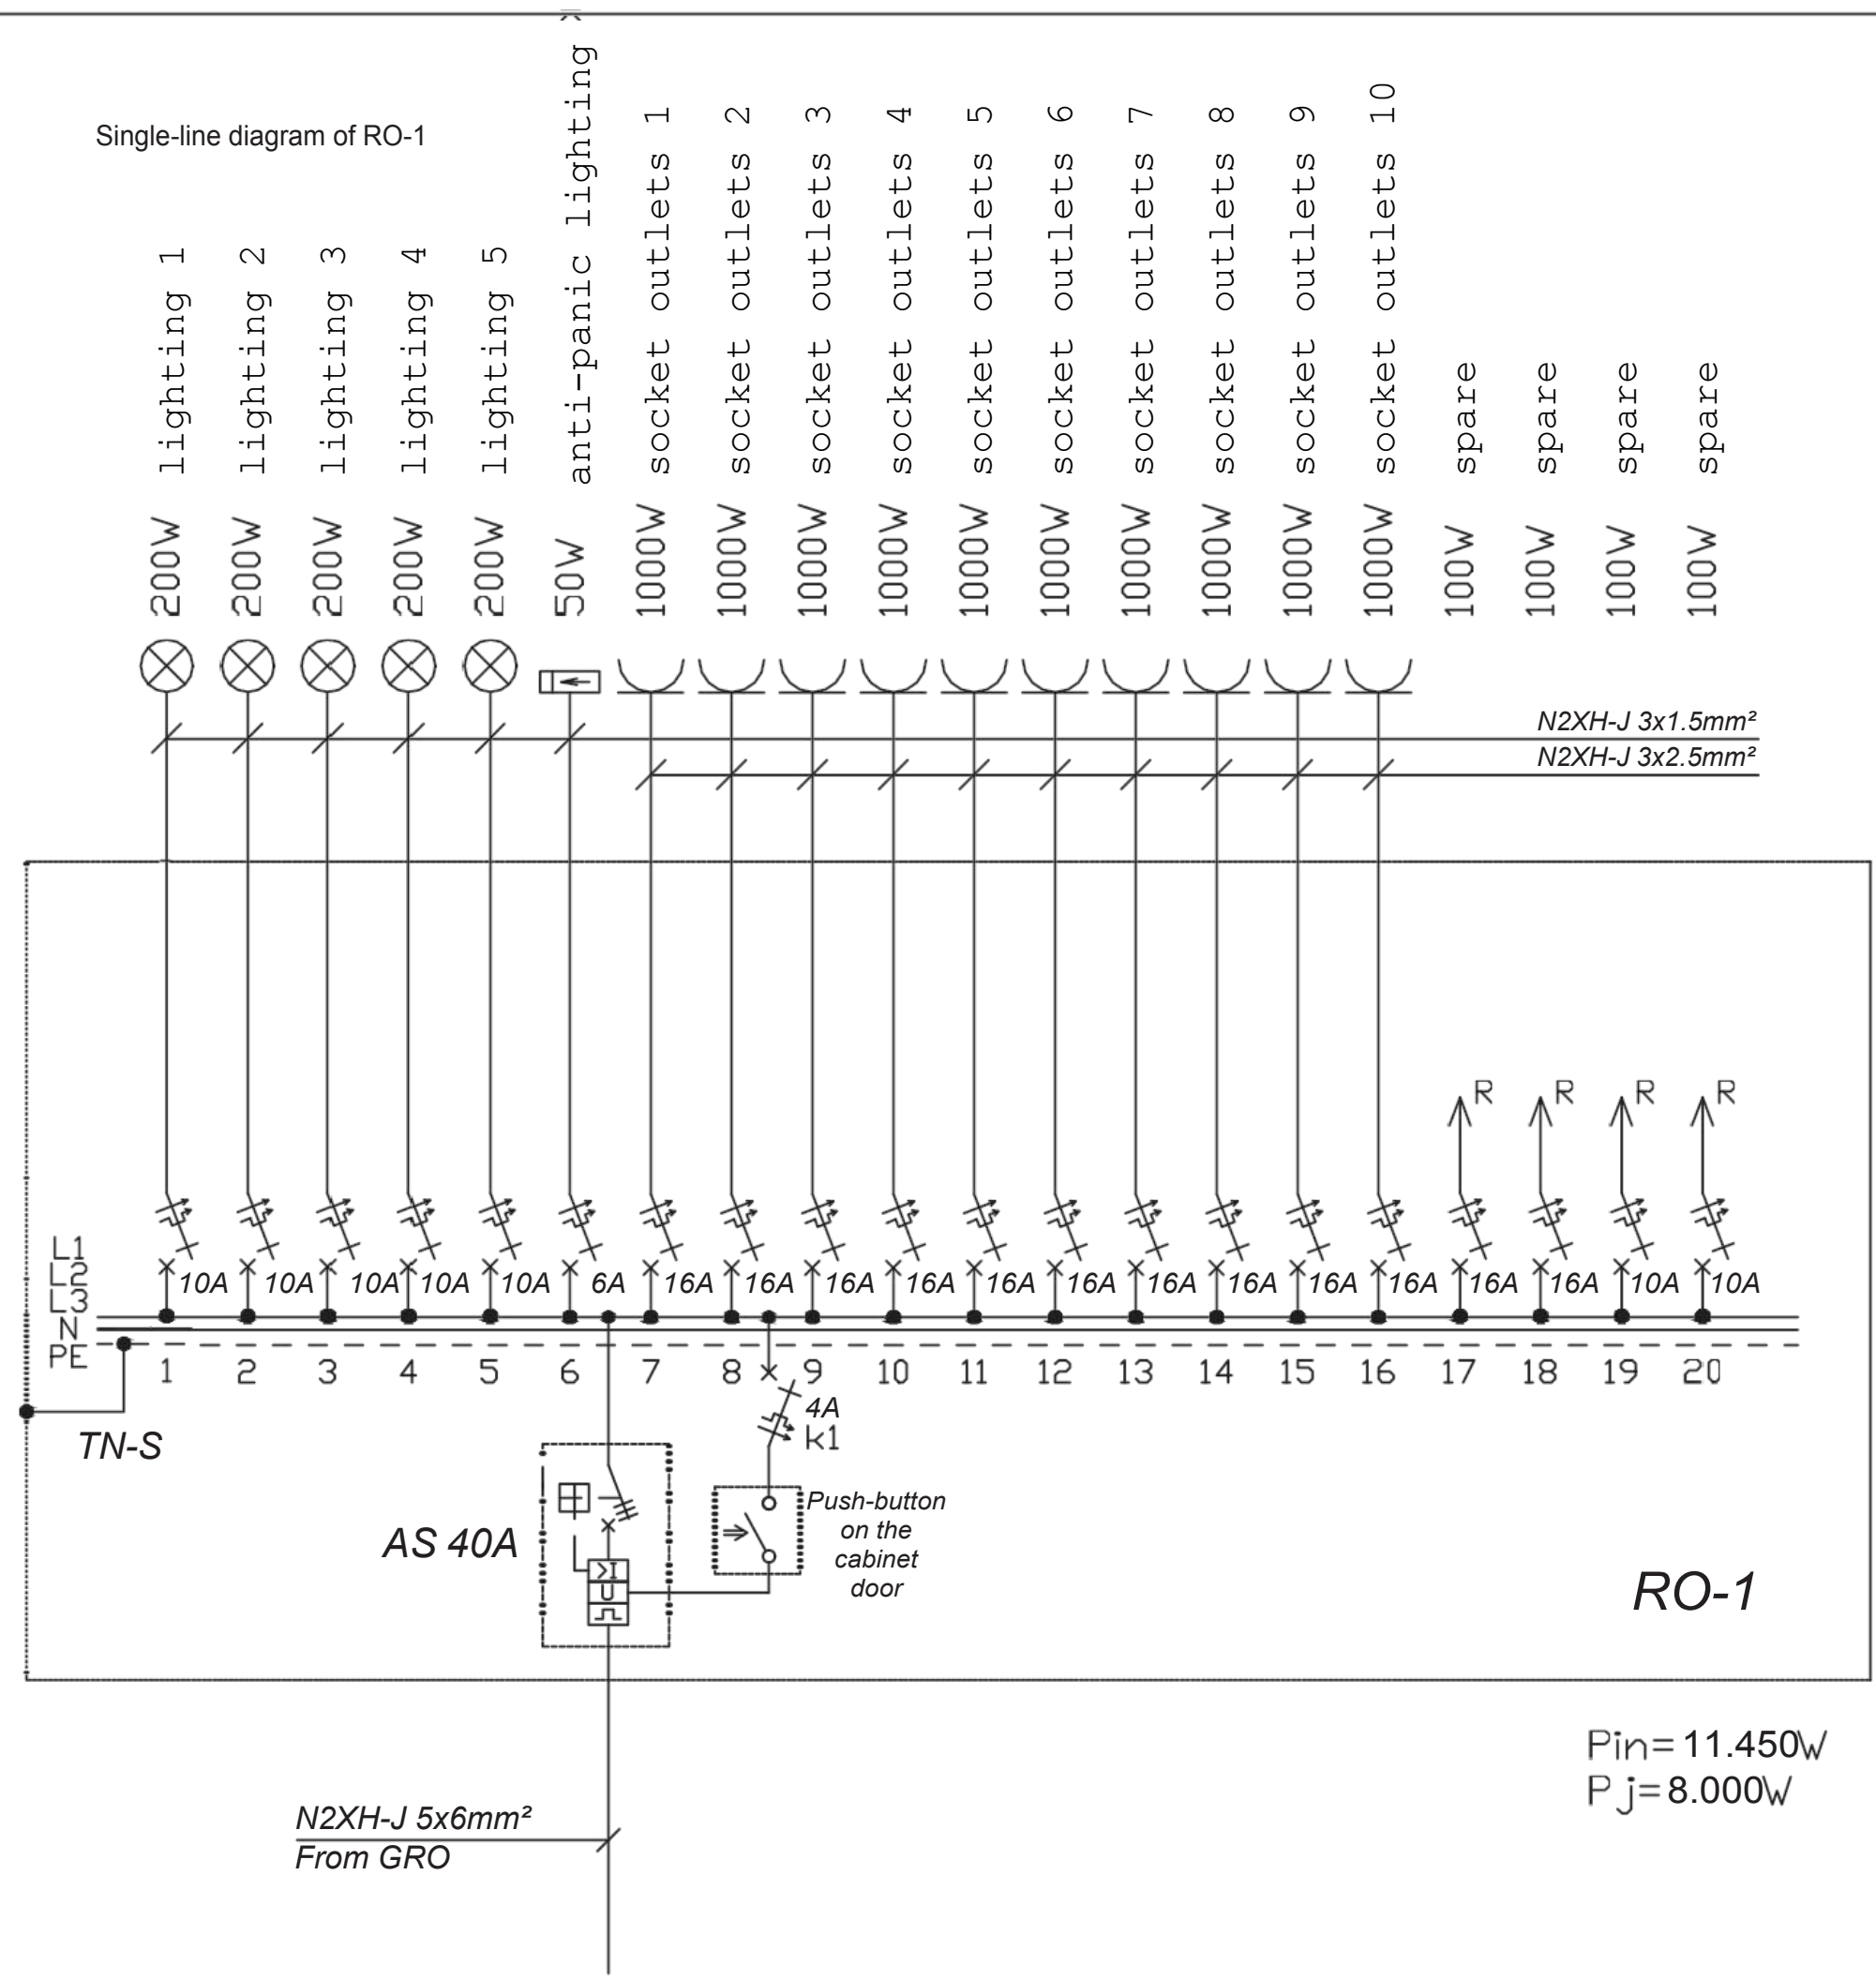 Single-line diagram of RO-1
lighting 1
lighting 2
lighting 3
lighting 4
lighting 5
anti-panic lighting
socket outlets 1
socket outlets 2
socket outlets 3
socket outlets 4
socket outlets 5
socket outlets 6
socket outlets 7
socket outlets 8
socket outlets 9
socket outlets 10
spare
spare
spare
spare
200W
200W
200W
200W
200W
50W
1000W
1000W
1000W
1000W
1000W
1000W
1000W
1000W
1000W
1000W
100W
100W
100W
100W
N2XH-J 3x1.5mm²
N2XH-J 3x2.5mm²
R
R
R
R
10A
10A
10A
10A
10A
6A
16A
16A
16A
16A
16A
16A
16A
16A
16A
16A
16A
16A
10A
10A
L1
L2
L3
N
PE
1
2
3
4
5
6
7
8
9
10
11
12
13
14
15
16
17
18
19
20
TN-S
4A
k1
Push-button
on the
cabinet
door
AS 40A
>I
U
RO-1
Pin= 11.450W
Pj= 8.000W
N2XH-J 5x6mm²
From GRO